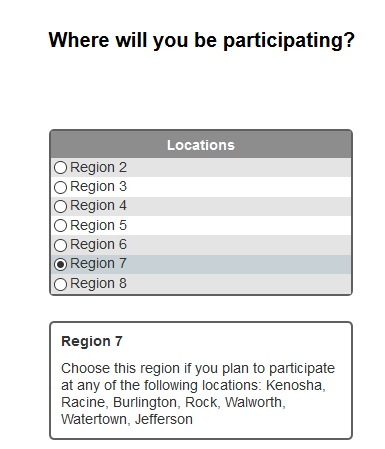 Where will you be participating?
Locations
Region 2
Region 3
Region 4
Region 5
Region 6
Region 7
Region 8
Region 7
Choose this region if you plan to participate
at any of the following locations: Kenosha,
Racine, Burlington, Rock, Walworth,
Watertown, Jefferson